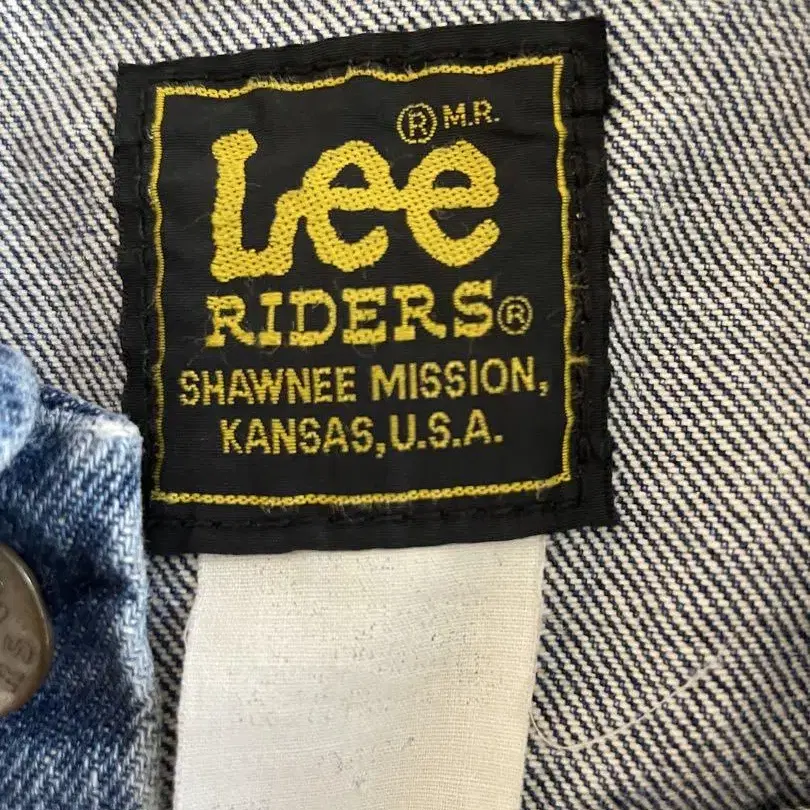 ® M.R.
Lee
RIDERS®
SHAWNEE MISSION,
KANSAS, U.S.A.